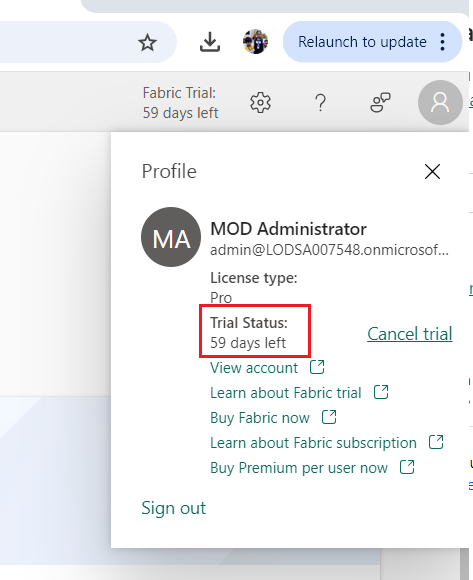 Relaunch to update
Fabric Trial:
59 days left
?
Profile
MA
MOD Administrator
admin@LODSA007548.onmicrosof...
License type:
Pro
Trial Status:
59 days left
Cancel trial
View account
Learn about Fabric trial
Buy Fabric now
Learn about Fabric subscription
Buy Premium per user now
Sign out